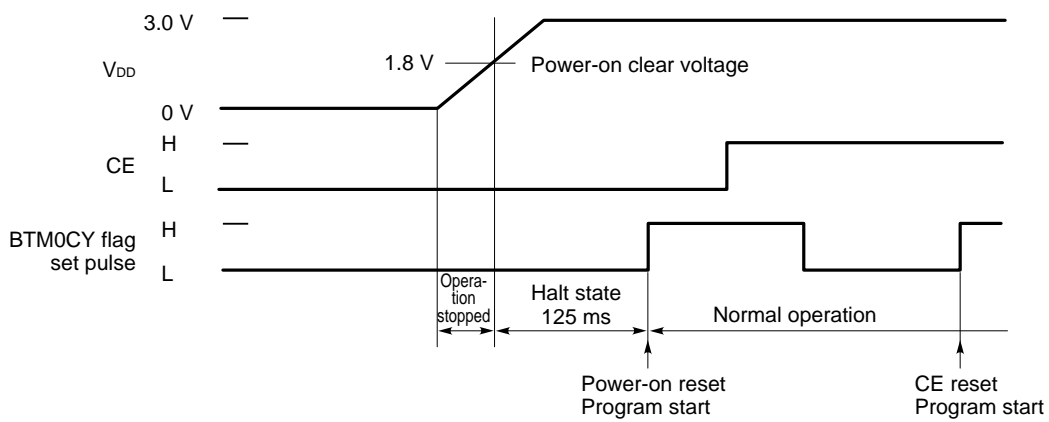 3.0 V
VDD
1.8 V
Power-on clear voltage
0 V
H
CE
L
H
BTM0CY flag
set pulse
L
Opera-
tion
stopped
Halt state
125 ms
Normal operation
Power-on reset
Program start
CE reset
Program start